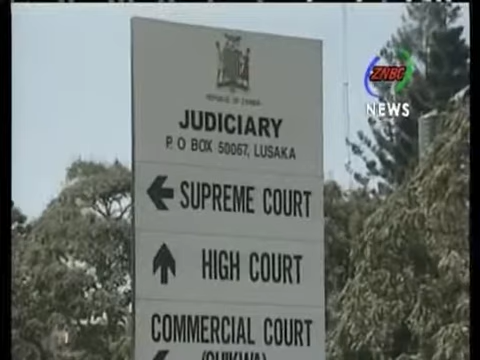 ZNBC
NEWS
REPUBLIC OF ZAMBIA
JUDICIARY
P. O BOX 50067, LUSAKA
SUPREME COURT
HIGH COURT
COMMERCIAL COURT